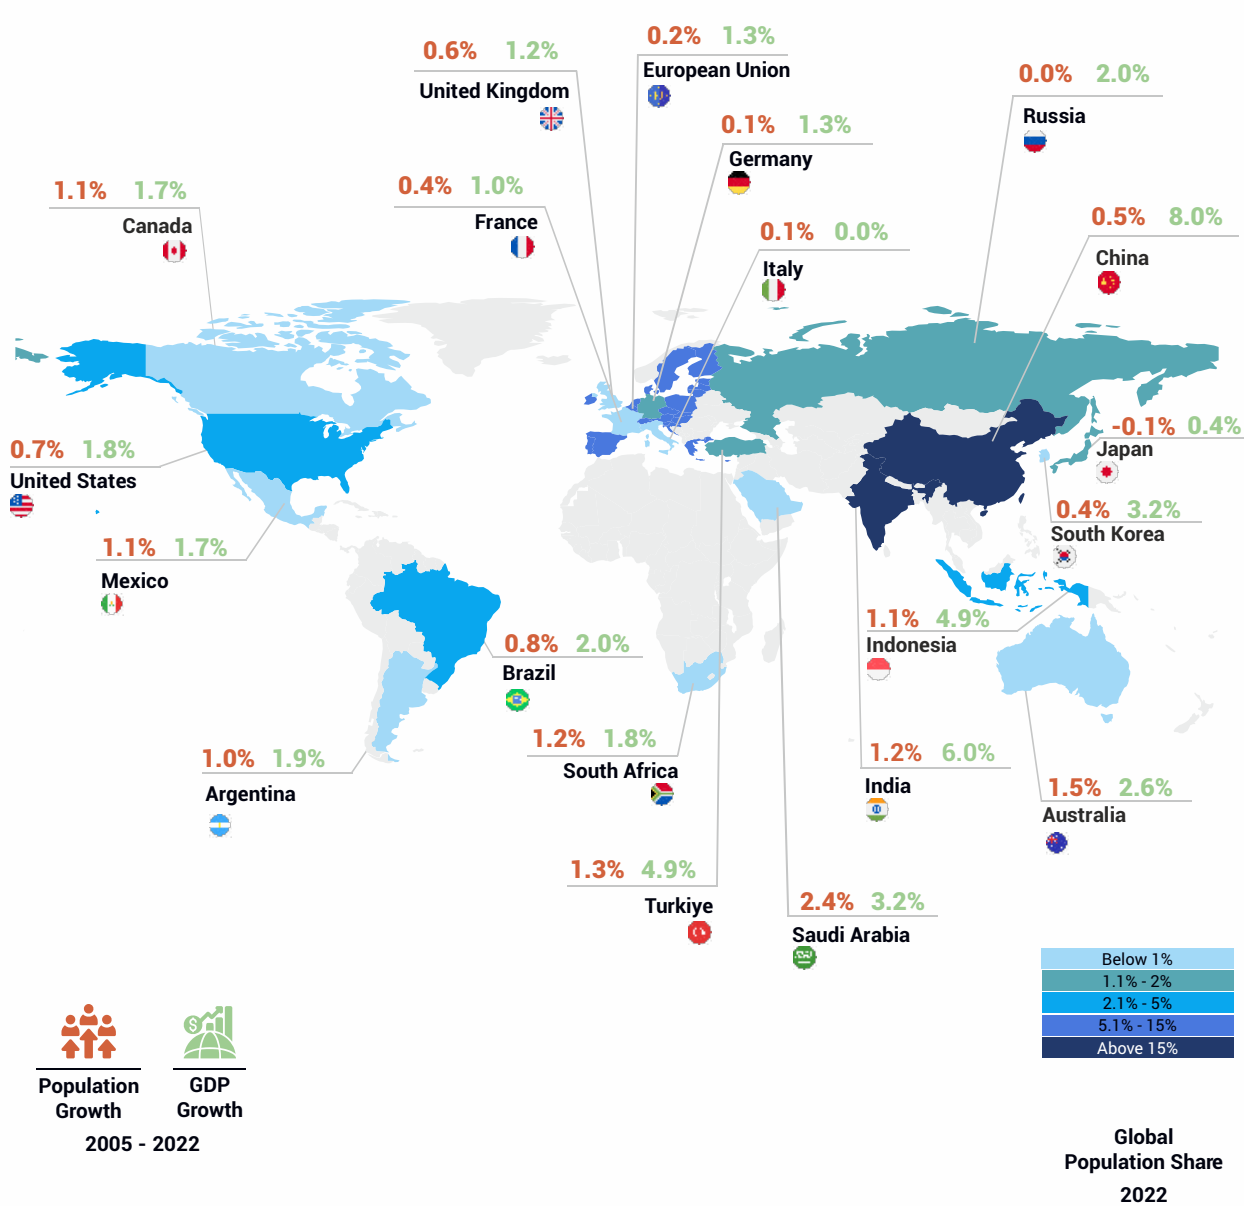 0.6% 1.2%
United Kingdom
0.2% 1.3%
European Union
0.0% 2.0%
Russia
0.1% 1.3%
Germany
1.1% 1.7%
Canada
0.4% 1.0%
France
0.1% 0.0%
Italy
0.5% 8.0%
China
0.7% 1.8%
United States
-0.1% 0.4%
Japan
0.4% 3.2%
South Korea
1.1% 1.7%
Mexico
1.1% 4.9%
Indonesia
0.8% 2.0%
Brazil
1.2% 1.8%
South Africa
1.0% 1.9%
Argentina
1.2% 6.0%
India
1.5% 2.6%
Australia
1.3% 4.9%
Turkiye
2.4% 3.2%
Saudi Arabia
Below 1%
1.1% - 2%
2.1% - 5%
5.1% - 15%
Above 15%
Population
Growth
GDP
Growth
2005 - 2022
Global
Population Share
2022